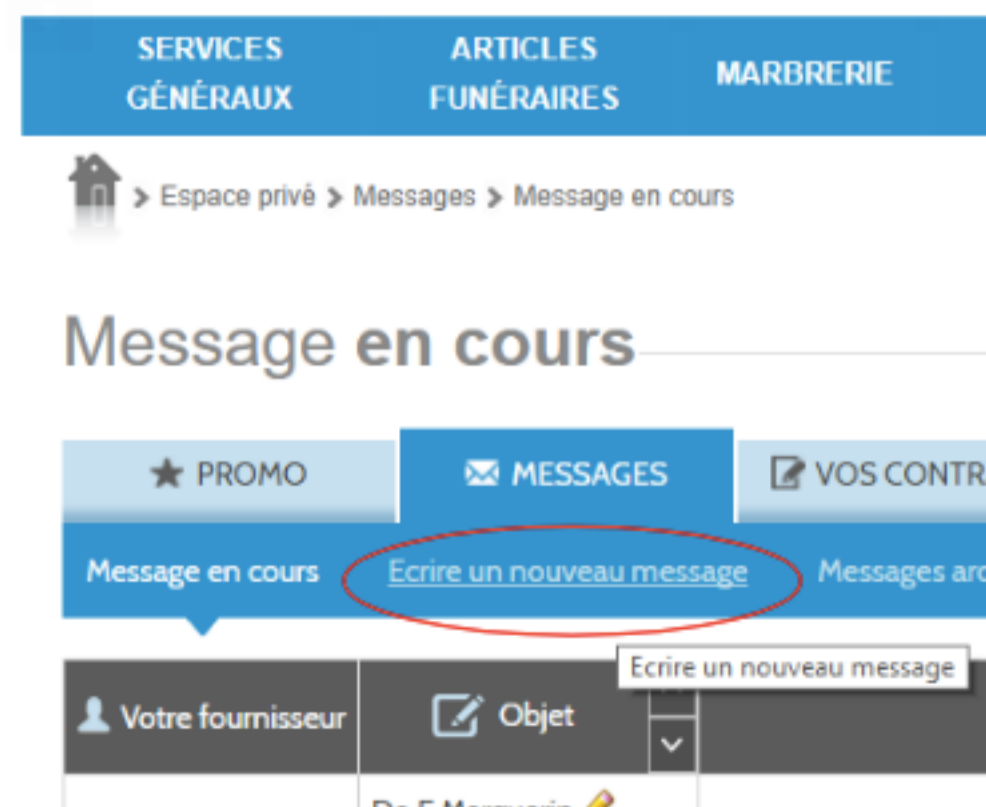 SERVICES GÉNÉRAUX
ARTICLES FUNÉRAIRES
MARBRERIE
> Espace privé > Messages > Message en cours
Message en cours
PROMO
MESSAGES
VOS CONTR
Message en cours
Ecrire un nouveau message
Messages arc
Ecrire un nouveau message
Votre fournisseur
Objet